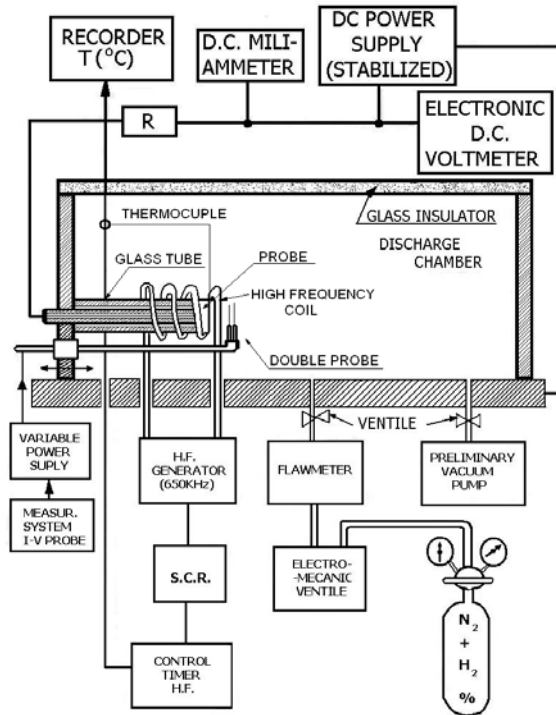 RECORDER
T (°C)
D.C. MILI-
AMMETER
DC POWER
SUPPLY
(STABILIZED)
R
ELECTRONIC
D.C.
VOLTMETER
THERMOCUPLE
GLASS INSULATOR
GLASS TUBE
PROBE
DISCHARGE
CHAMBER
HIGH FREQUENCY
COIL
DOUBLE PROBE
VENTILE
VARIABLE
POWER
SUPLY
H.F.
GENERATOR
(650KHz)
FLAWMETER
PRELIMINARY
VACUUM
PUMP
MEASUR.
SYSTEM
I-V PROBE
S.C.R.
ELECTRO-
-MECANIC
VENTILE
CONTROL
TIMER
H.F.
N2
+
H2
%